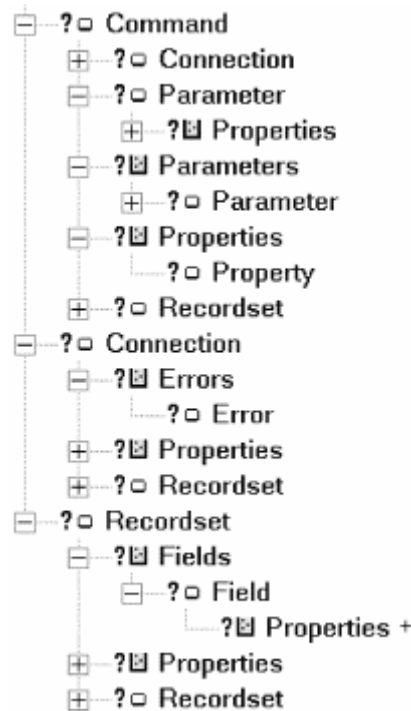 ? Command
? Connection
? Parameter
? Properties
? Parameters
? Parameter
? Properties
? Property
? Recordset
? Connection
? Errors
? Error
? Properties
? Recordset
? Recordset
? Fields
? Field
? Properties +
? Properties
? Recordset